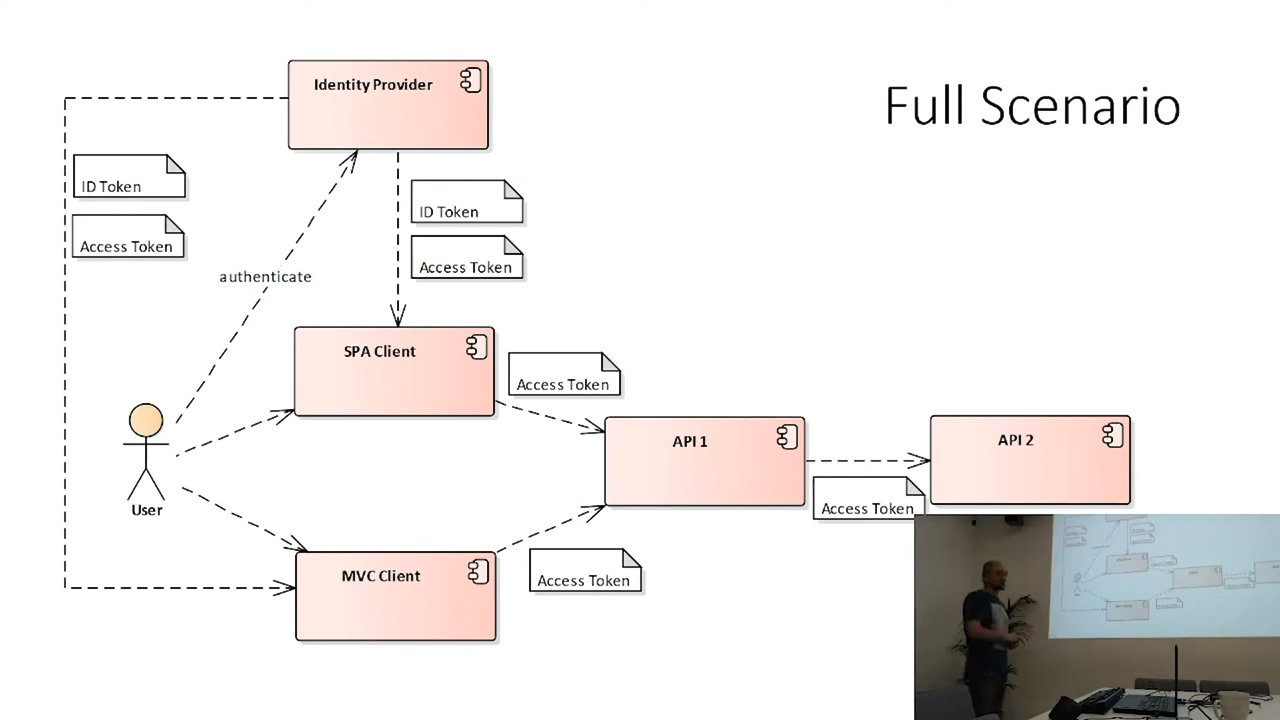 Full Scenario
Identity Provider
ID Token
Access Token
ID Token
Access Token
authenticate
SPA Client
Access Token
API 1
API 2
Access Token
User
MVC Client
Access Token